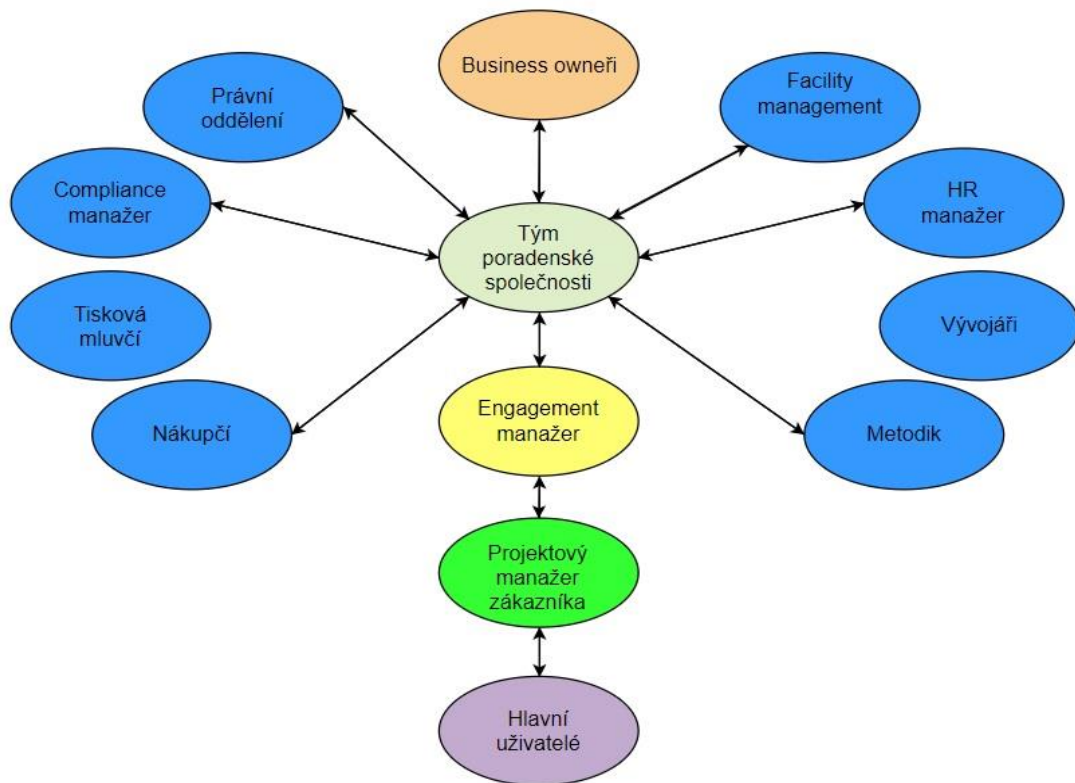 Business owneři
Právní
oddělení
Facility
management
Compliance
manažer
HR
manažer
Tým
poradenské
společnosti
Tisková
mluvčí
Vývojáři
Nákupčí
Engagement
manažer
Metodik
Projektový
manažer
zákazníka
Hlavní
uživatelé